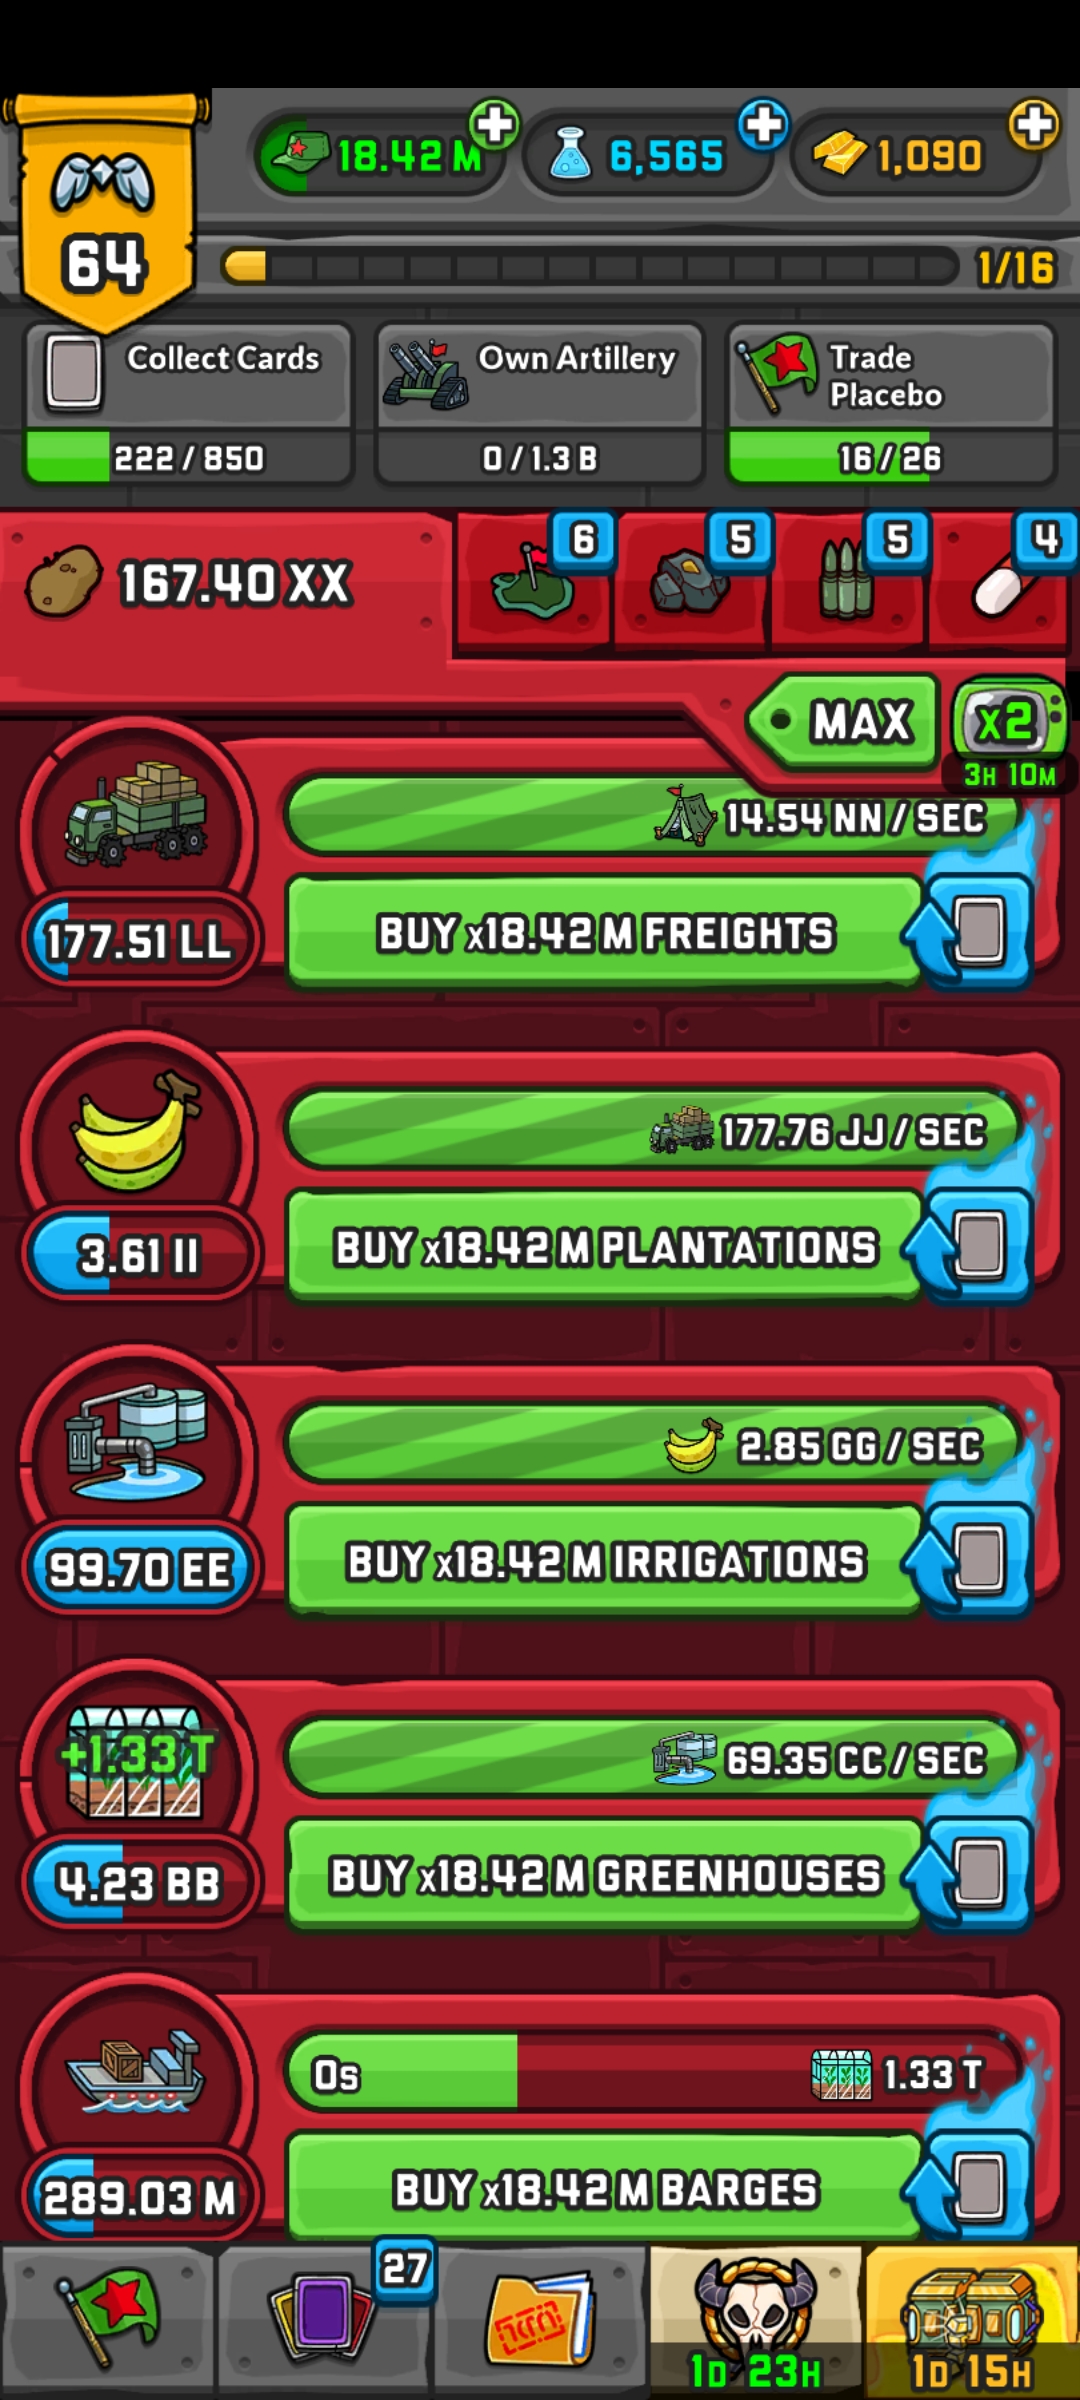 64
18.42 M
6,565
1,090
1/16
Collect Cards
222 / 850
Own Artillery
0 / 1.3 B
Trade
Placebo
16 / 26
167.40 XX
6
5
5
4
MAX
x2
3H 10M
14.54 NN / SEC
177.51 LL
BUY x18.42 M FREIGHTS
177.76 JJ / SEC
3.61 II
BUY x18.42 M PLANTATIONS
2.85 GG / SEC
99.70 EE
BUY x18.42 M IRRIGATIONS
+1.33 T
69.35 CC / SEC
4.23 BB
BUY x18.42 M GREENHOUSES
0s
1.33 T
289.03 M
BUY x18.42 M BARGES
27
1D 23H
1D 15H